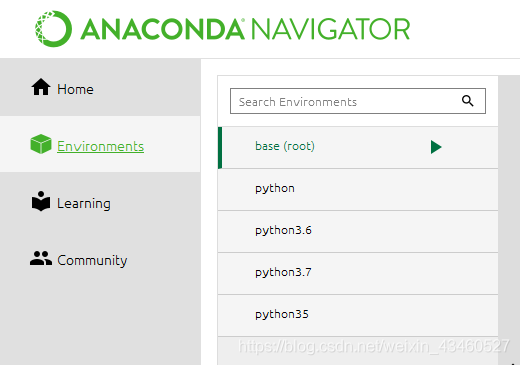 ANACONDA NAVIGATOR
Home
Environments
Learning
Community
Search Environments
base (root)
python
python3.6
python3.7
python35
https://blog.csdn.net/weixin_43460527